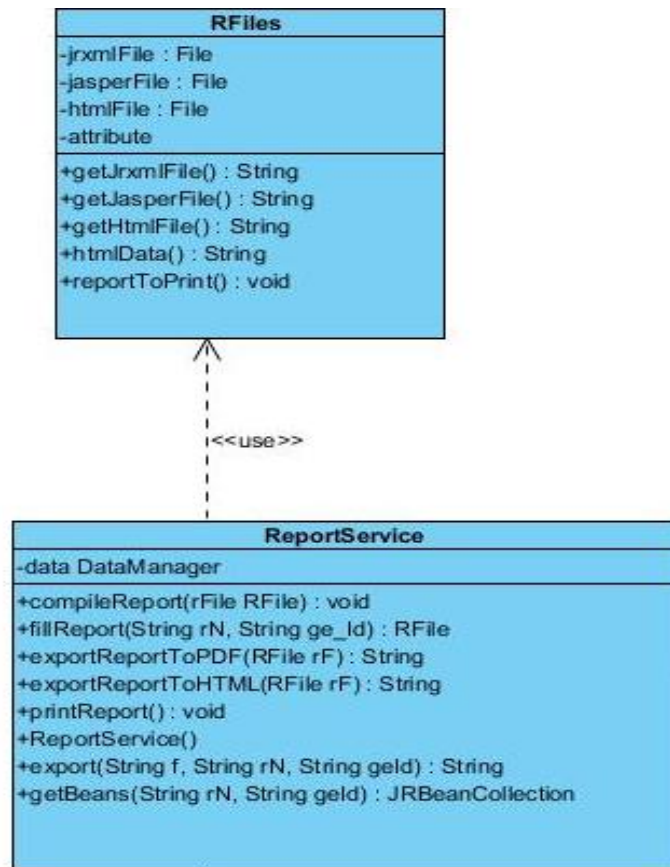 RFiles
-jrxmlFile : File
-jasperFile : File
-htmlFile : File
-attribute
+getJrxmlFile() : String
+getJasperFile() : String
+getHtmlFile() : String
+htmlData() : String
+reportToPrint() : void
<<use>>
ReportService
-data DataManager
+compileReport(rFile RFile) : void
+fillReport(String rN, String ge_Id) : RFile
+exportReportToPDF(RFile rF) : String
+exportReportToHTML(RFile rF) : String
+printReport() : void
+ReportService()
+export(String f, String rN, String geId) : String
+getBeans(String rN, String geId) : JRBeanCollection